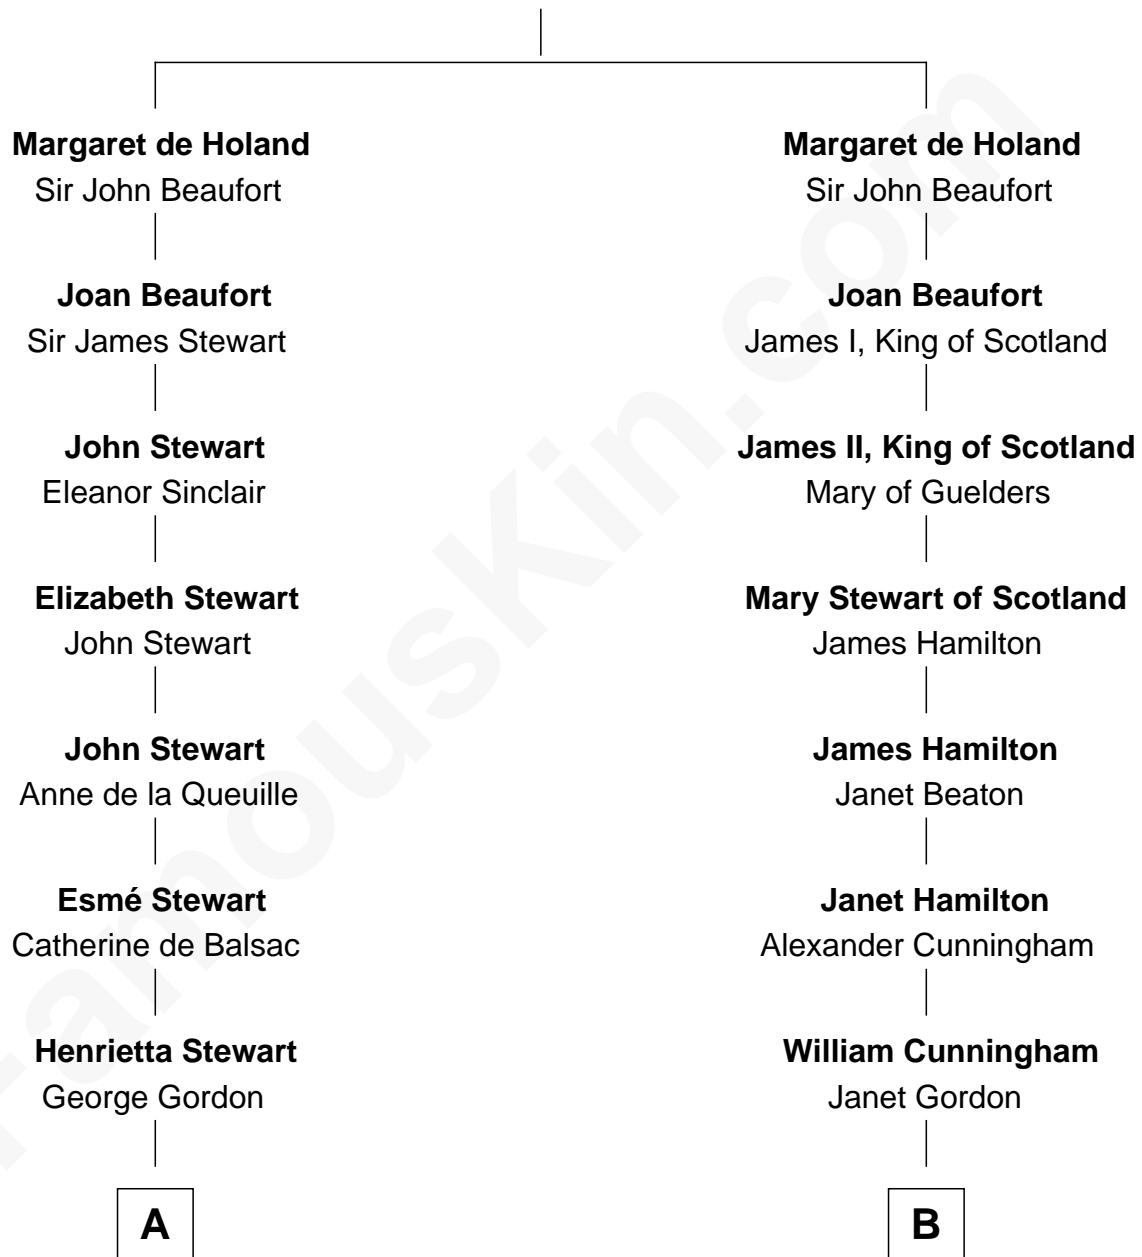 Margaret de Holand
Sir John Beaufort
Joan Beaufort
Sir James Stewart
John Stewart
Eleanor Sinclair
Elizabeth Stewart
John Stewart
John Stewart
Anne de la Queuille
Esmé Stewart
Catherine de Balsac
Henrietta Stewart
George Gordon
A
Margaret de Holand
Sir John Beaufort
Joan Beaufort
James I, King of Scotland
James II, King of Scotland
Mary of Guelders
Mary Stewart of Scotland
James Hamilton
James Hamilton
Janet Beaton
Janet Hamilton
Alexander Cunningham
William Cunningham
Janet Gordon
B
FamousKin.com